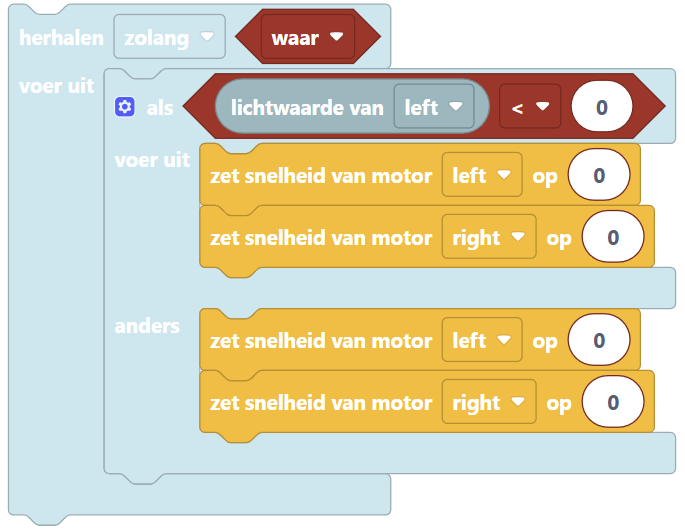 herhalen zolang waar
voer uit
als lichtwaarde van left < 0
voer uit zet snelheid van motor left op 0
zet snelheid van motor right op 0
anders zet snelheid van motor left op 0
zet snelheid van motor right op 0